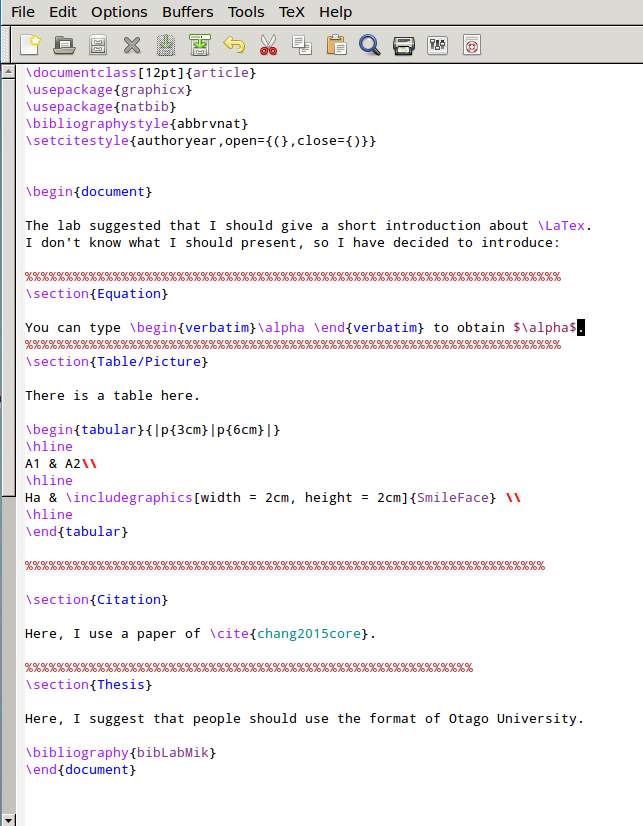 File Edit Options Buffers Tools TeX Help
\documentclass[12pt]{article}
\usepackage{graphicx}
\usepackage{natbib}
\bibliographystyle{abbrvnat}
\setcitestyle{authoryear,open={(},close={)}}
\begin{document}
The lab suggested that I should give a short introduction about \LaTex.
I don't know what I should present, so I have decided to introduce:
%%%%%%%%%%%%%%%%%%%%%%%%%%%%%%%%%%%%%%%%%%%%%%%%%%%%%%%%%%%%%%%%%%%
\section{Equation}
You can type \begin{verbatim}\alpha \end{verbatim} to obtain $\alpha$.
%%%%%%%%%%%%%%%%%%%%%%%%%%%%%%%%%%%%%%%%%%%%%%%%%%%%%%%%%%%%%%%%%%%
\section{Table/Picture}
There is a table here.
\begin{tabular}{|p{3cm}|p{6cm}|}
\hline
A1 & A2\\
\hline
Ha & \includegraphics[width = 2cm, height = 2cm]{SmileFace} \\
\hline
\end{tabular}
%%%%%%%%%%%%%%%%%%%%%%%%%%%%%%%%%%%%%%%%%%%%%%%%%%%%%%%%%%%%%%%%%
\section{Citation}
Here, I use a paper of \cite{chang2015core}.
%%%%%%%%%%%%%%%%%%%%%%%%%%%%%%%%%%%%%%%%%%%%%%%%%%%%%%%%
\section{Thesis}
Here, I suggest that people should use the format of Otago University.
\bibliography{bibLabMik}
\end{document}